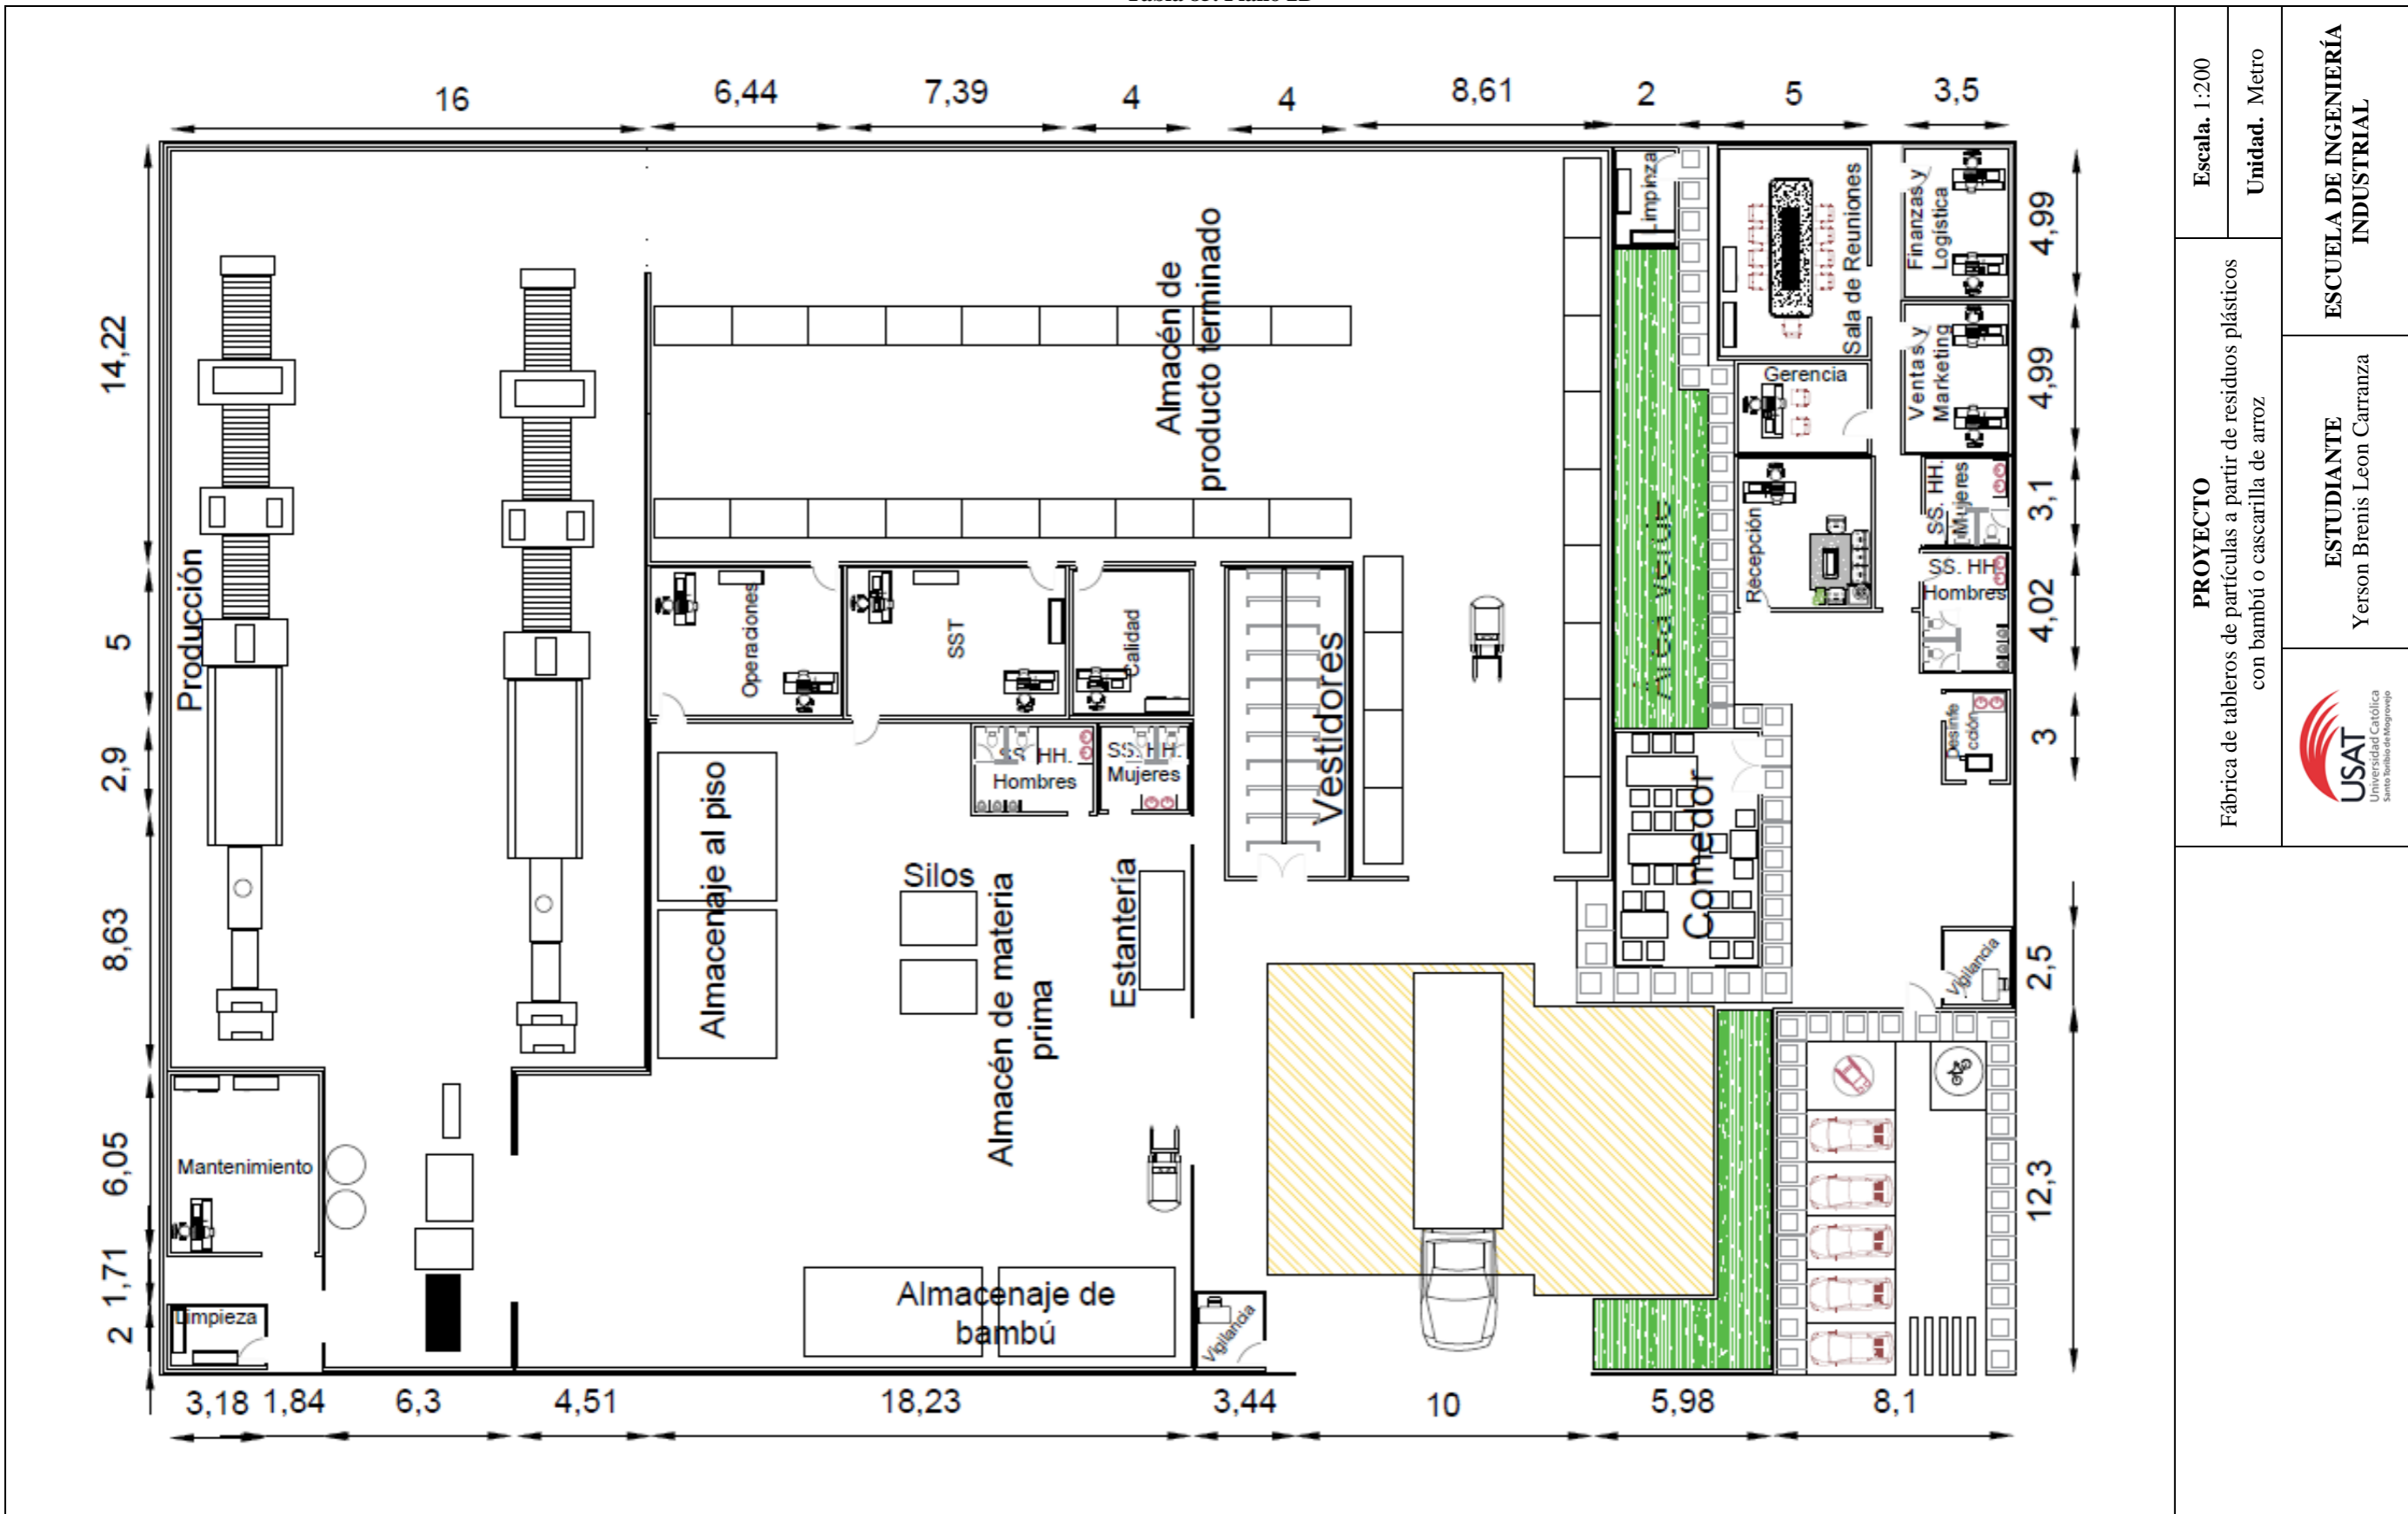 16
6,44
7,39
4
4
8,61
2
5
3,5
14,22
5
2,9
8,63
6,05
1,71
2
4,99
4,99
3,1
4,02
3
2,5
12,3
3,18
1,84
6,3
4,51
18,23
3,44
10
5,98
8,1
Producción
Almacén de
producto terminado
Limpinza
Sala de Reuniones
Finanzas y
Logística
Ventas y
Marketing
Gerencia
Recepción
SS. HH.
Mujeres
SS. HH
Hombres
Desinfe
cción
Área verde
Operaciones
SST
Calidad
Vestidores
SS. HH.
Hombres
SS. HH.
Mujeres
Comedor
Almacenaje al piso
Silos
Almacén de materia
prima
Estantería
Vigilancia
Mantenimiento
Limpieza
Almacenaje de
bambú
Vigilancia
Escala. 1:200
Unidad. Metro
ESCUELA DE INGENIERÍA
INDUSTRIAL
PROYECTO
Fábrica de tableros de partículas a partir de residuos plásticos
con bambú o cascarilla de arroz
ESTUDIANTE
Yerson Brenis Leon Carranza
USAT
Universidad Católica
Santo Toribio de Mogrovejo